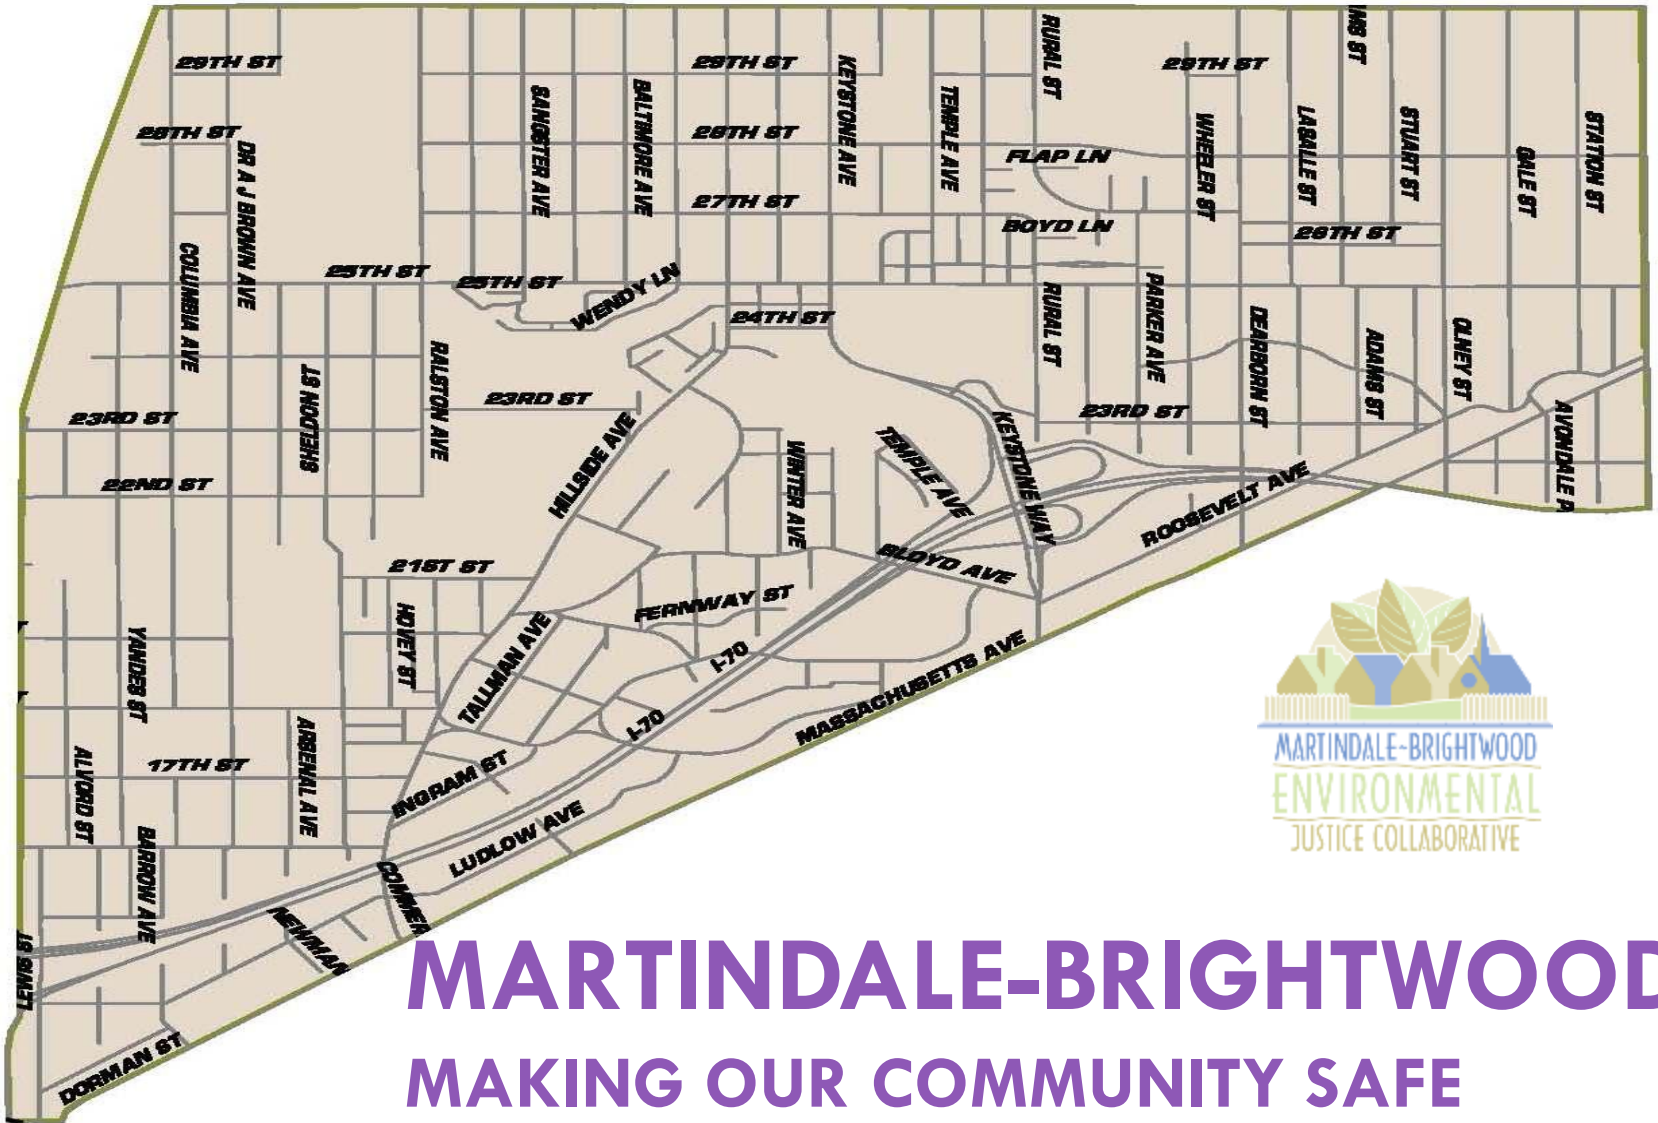 29TH ST
29TH ST
29TH ST
RURAL ST
KEYSTONE AVE
SANGSTER AVE
BALTIMORE AVE
TEMPLE AVE
WHEELER ST
LASALLE ST
STUART ST
GALE ST
STATION ST
28TH ST
28TH ST
FLAP LN
DR A J BROWN AVE
27TH ST
BOYD LN
26TH ST
COLUMBIA AVE
25TH ST
25TH ST
WENDY LN
24TH ST
RURAL ST
PARKER AVE
DEARBORN ST
ADAMS ST
OLNEY ST
RALSTON AVE
SHELDON ST
23RD ST
23RD ST
23RD ST
HILLSIDE AVE
WINTER AVE
TEMPLE AVE
KEYSTONE WAY
AVONDALE P
22ND ST
ROOSEVELT AVE
21ST ST
BLOYD AVE
FERNWAY ST
HOVEY ST
TALLMAN AVE
YANDES ST
I-70
I-70
MASSACHUSETTS AVE
17TH ST
ALVORD ST
ARSENAL AVE
INGRAM ST
LUDLOW AVE
BARROW AVE
COMMER
NEWMAN
LEWIS ST
DORMAN ST
MARTINDALE~BRIGHTWOOD
ENVIRONMENTAL
JUSTICE COLLABORATIVE
MARTINDALE-BRIGHTWOOD
MAKING OUR COMMUNITY SAFE